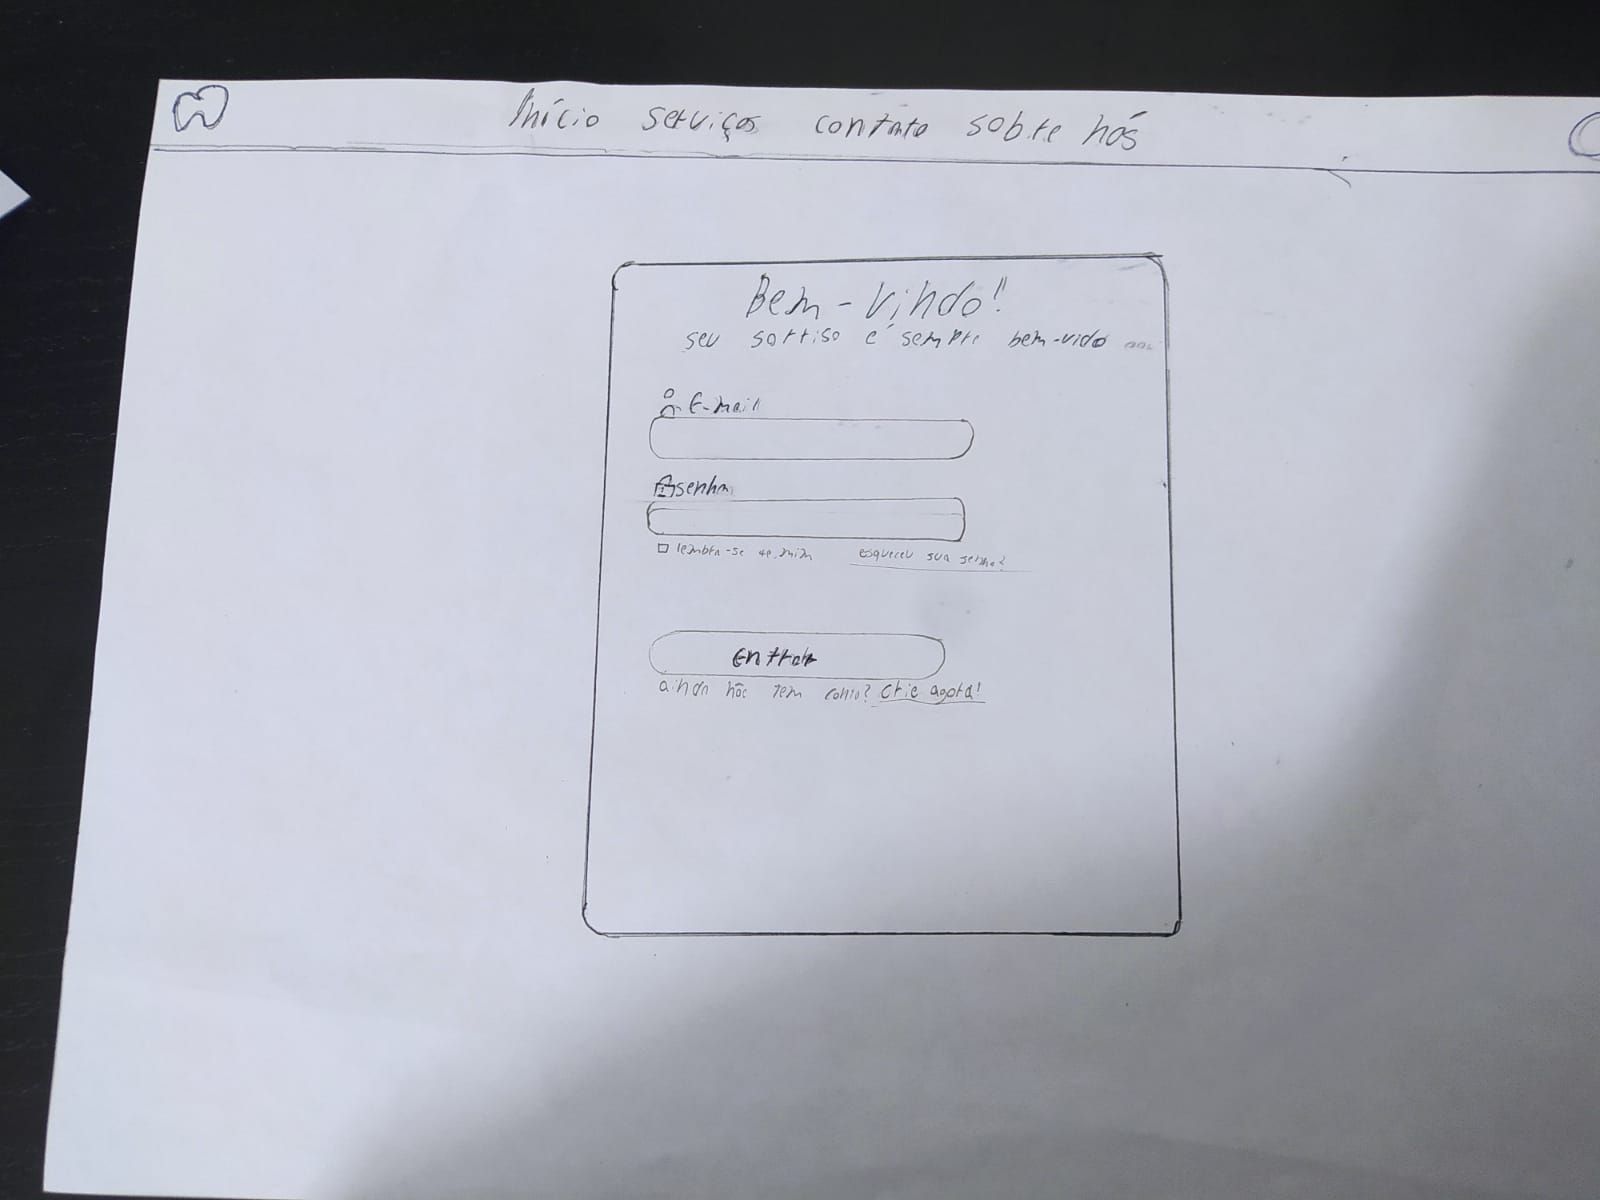 Início serviços contato sobre nós
Bem-Vindo!
seu sorriso é sempre bem-vido
E-mail
senha
lembra-se de mim esqueceu sua senha?
Entrar
ainda não tem conta? crie agora!